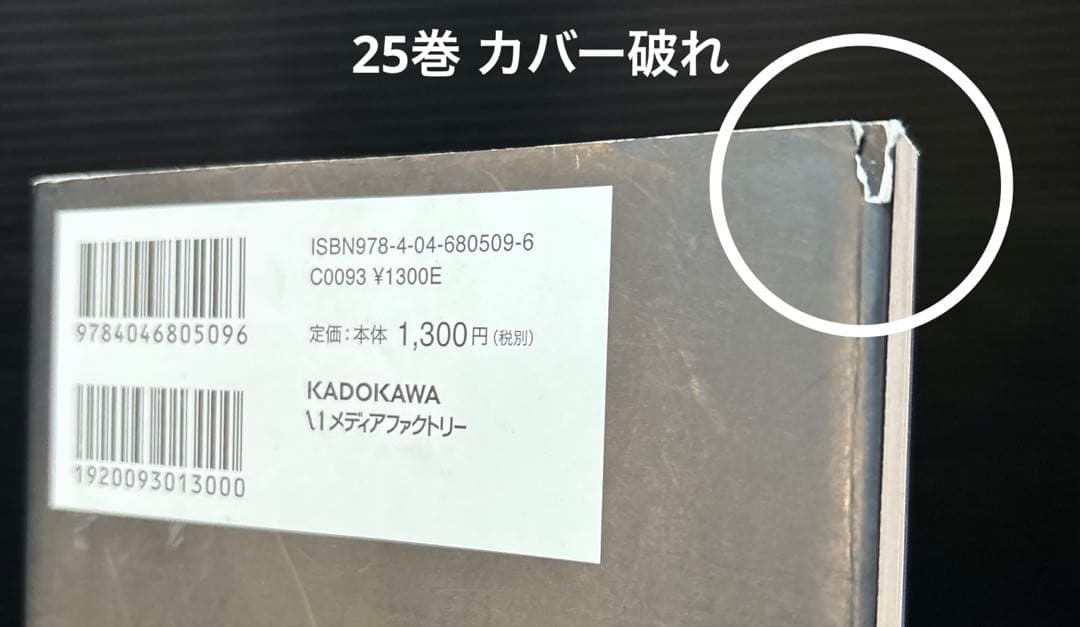 25巻 カバー破れ
ISBN978-4-04-680509-6
C0093 ¥1300E
9784046805096
定価：本体 1,300円（税別）
KADOKAWA
メディアファクトリー
1920093013000